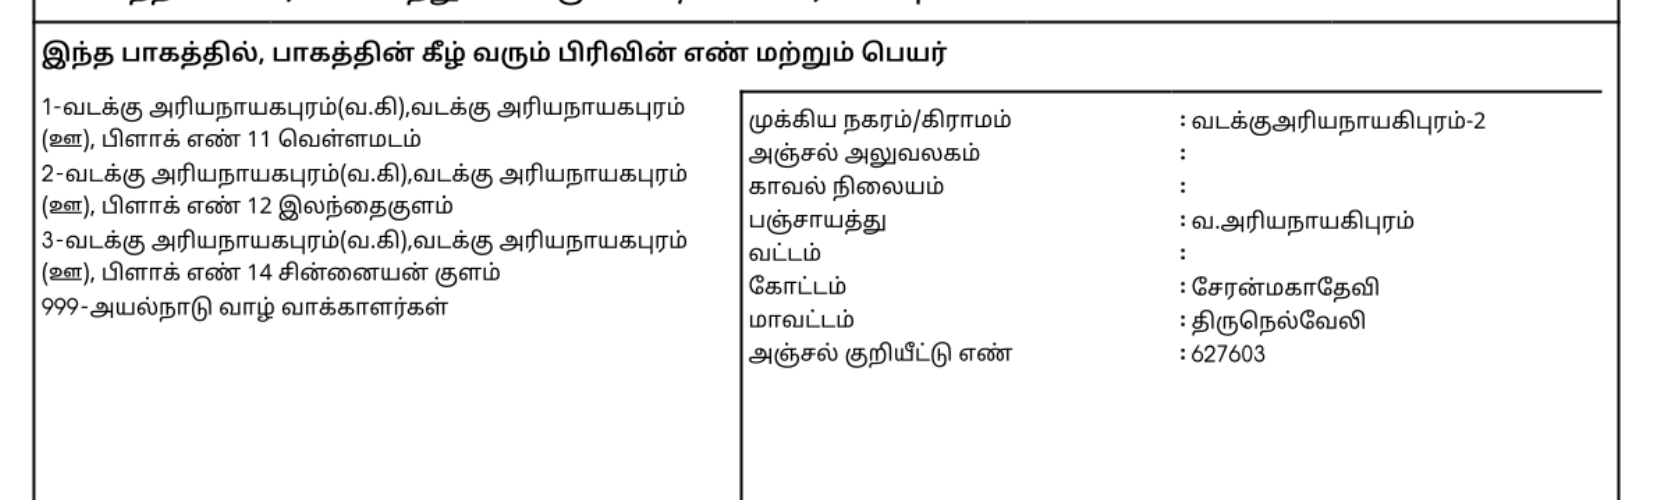 இந்த பாகத்தில், பாகத்தின் கீழ் வரும் பிரிவின் எண் மற்றும் பெயர்
1-வடக்கு அரியநாயகபுரம்(வ.கி),வடக்கு அரியநாயகபுரம்
(ஊ), பிளாக் எண் 11 வெள்ளமடம்
2-வடக்கு அரியநாயகபுரம்(வ.கி),வடக்கு அரியநாயகபுரம்
(ஊ), பிளாக் எண் 12 இலந்தைகுளம்
3-வடக்கு அரியநாயகபுரம்(வ.கி),வடக்கு அரியநாயகபுரம்
(ஊ), பிளாக் எண் 14 சின்னையன் குளம்
999-அயல்நாடு வாழ் வாக்காளர்கள்
முக்கிய நகரம்/கிராமம் : வடக்குஅரியநாயகிபுரம்-2
அஞ்சல் அலுவலகம் :
காவல் நிலையம் :
பஞ்சாயத்து : வ.அரியநாயகிபுரம்
வட்டம் :
கோட்டம் : சேரன்மகாதேவி
மாவட்டம் : திருநெல்வேலி
அஞ்சல் குறியீட்டு எண் : 627603